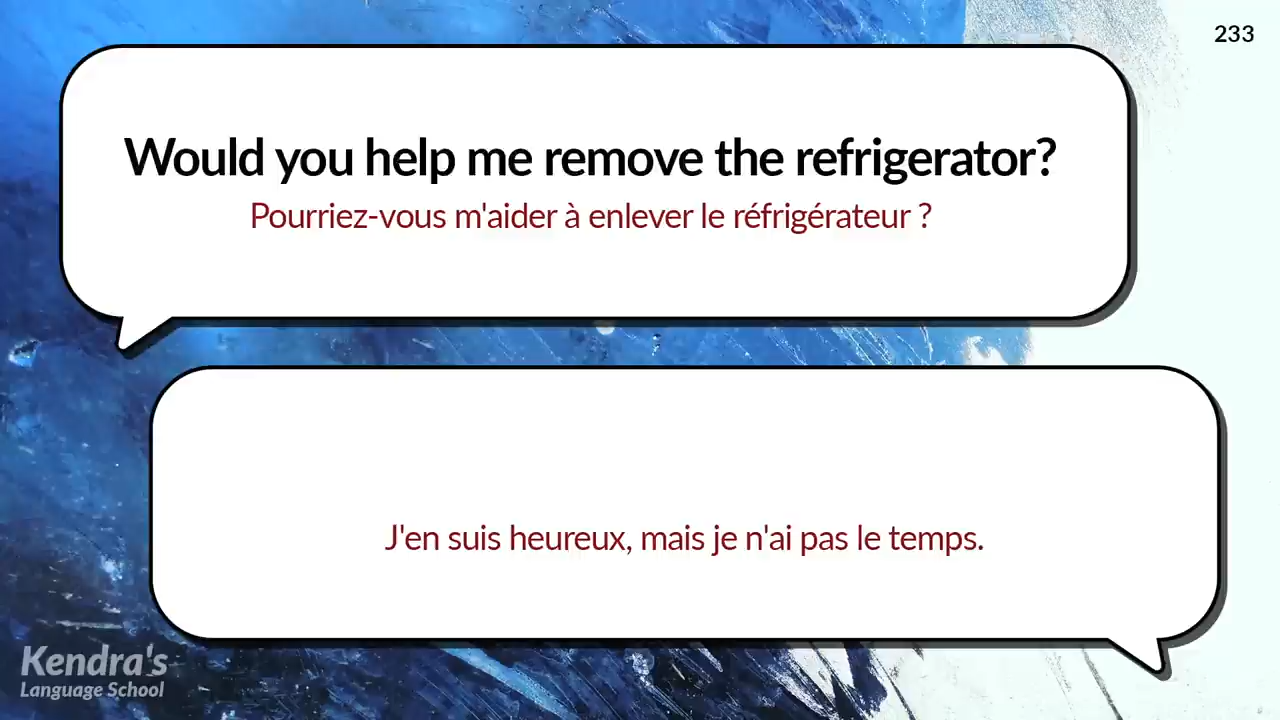 233
Would you help me remove the refrigerator?
Pourriez-vous m'aider à enlever le réfrigérateur ?
J'en suis heureux, mais je n'ai pas le temps.
Kendra's
Language School